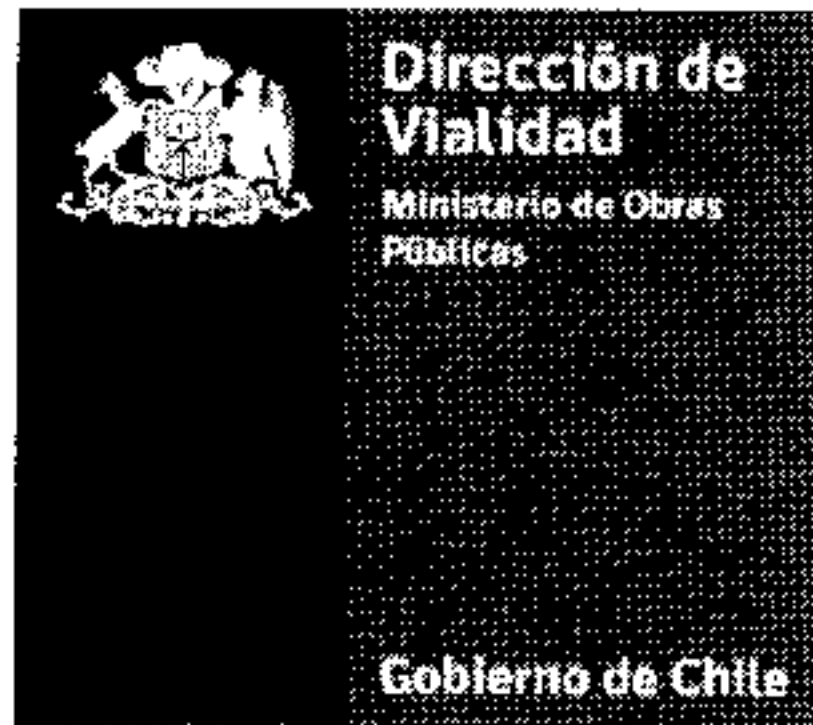 Dirección de
Vialidad
Ministerio de Obras
Públicas
Gobierno de Chile